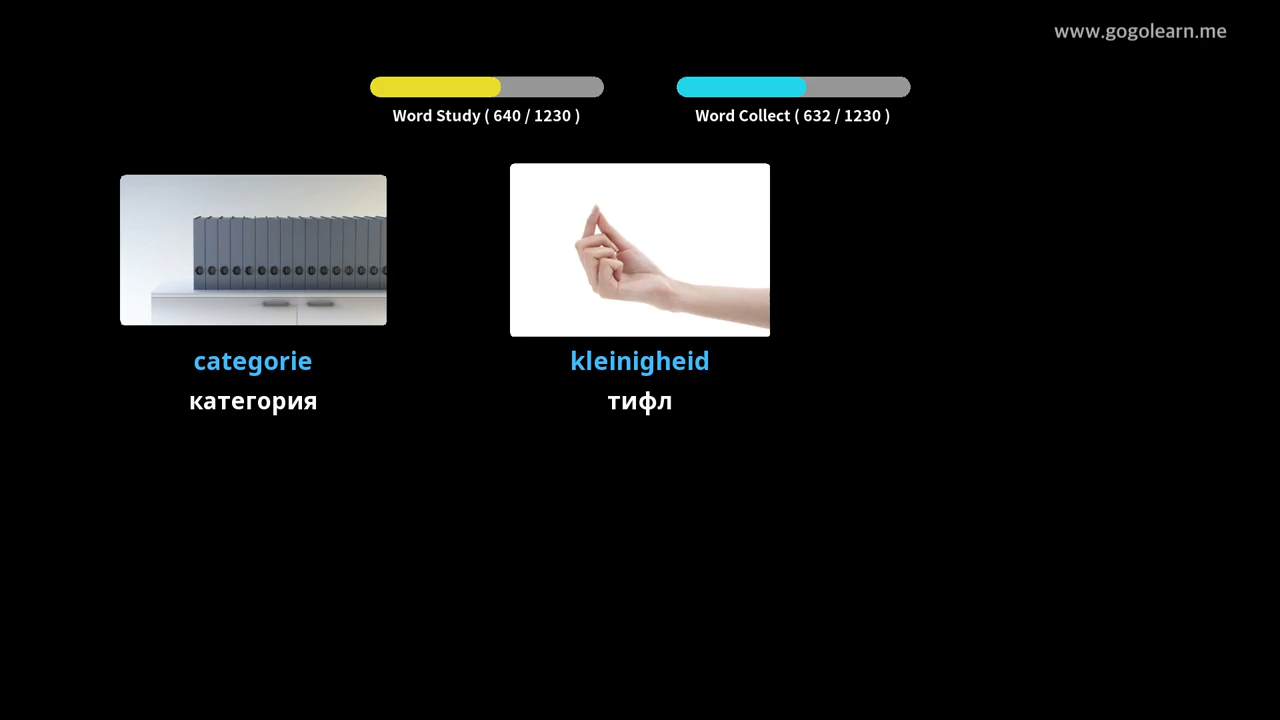 www.gogolearn.me
Word Study ( 640 / 1230 )
Word Collect ( 632 / 1230 )
categorie
категория
kleinigheid
тифл